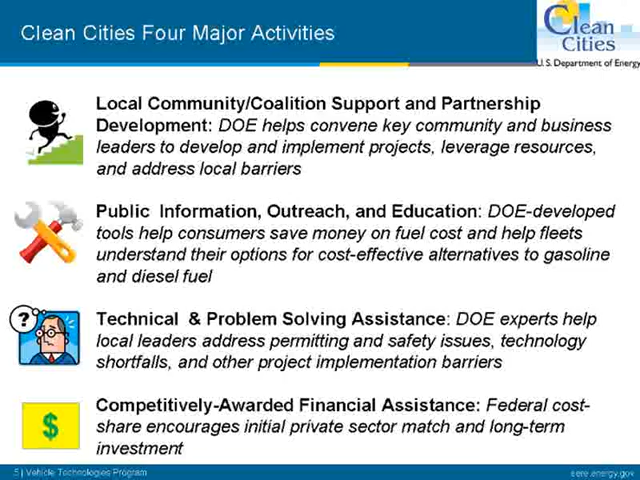 Clean Cities Four Major Activities
Clean
Cities
U.S. Department of Energy
Local Community/Coalition Support and Partnership
Development: DOE helps convene key community and business
leaders to develop and implement projects, leverage resources,
and address local barriers
Public Information, Outreach, and Education: DOE-developed
tools help consumers save money on fuel cost and help fleets
understand their options for cost-effective alternatives to gasoline
and diesel fuel
?
Technical & Problem Solving Assistance: DOE experts help
local leaders address permitting and safety issues, technology
shortfalls, and other project implementation barriers
$
Competitively-Awarded Financial Assistance: Federal cost-
share encourages initial private sector match and long-term
investment
5 | Vehicle Technologies Program
eere.energy.gov